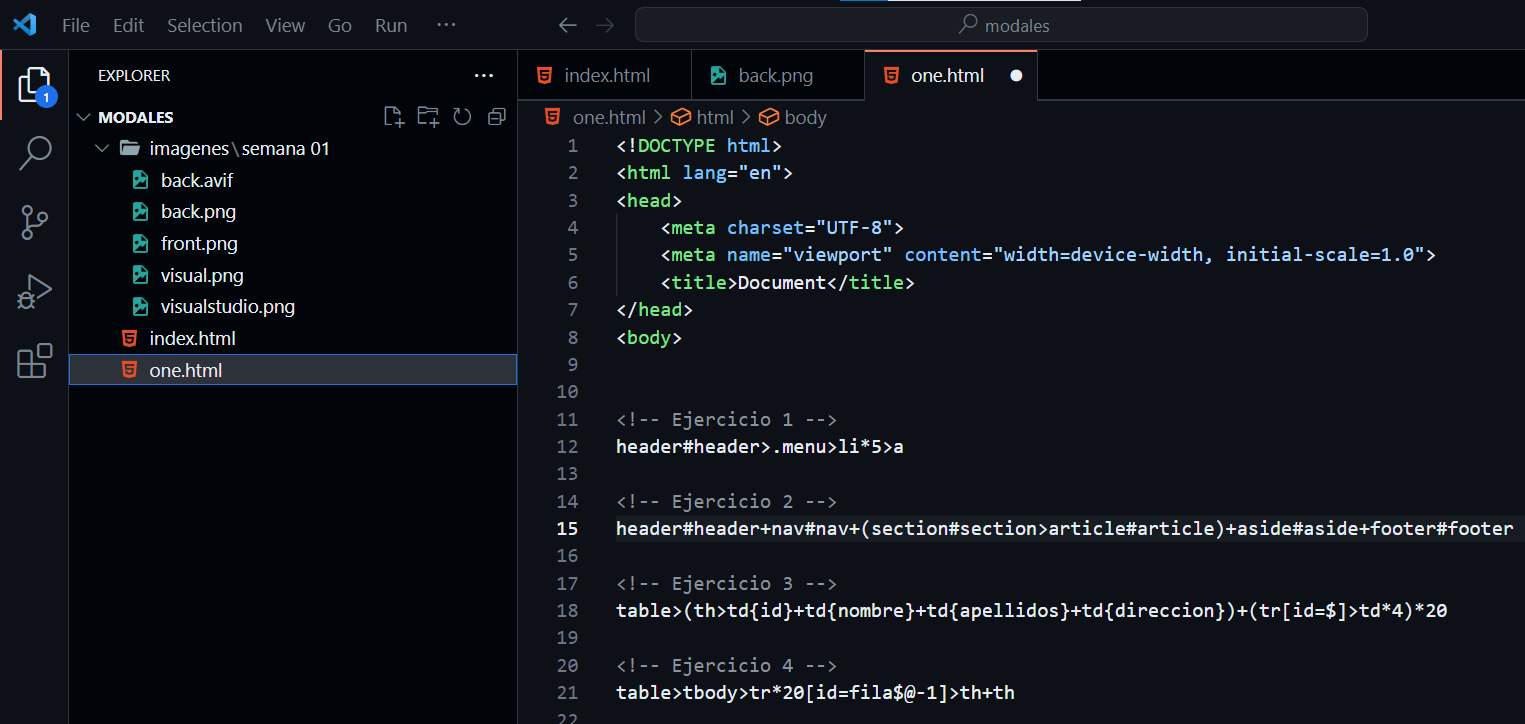 File Edit Selection View Go Run ··· ← → modales
1
EXPLORER ···
MODALES
imagenes\semana 01
back.avif
back.png
front.png
visual.png
visualstudio.png
index.html
one.html
index.html back.png one.html ●
one.html > html > body
1 <!DOCTYPE html>
2 <html lang="en">
3 <head>
4 <meta charset="UTF-8">
5 <meta name="viewport" content="width=device-width, initial-scale=1.0">
6 <title>Document</title>
7 </head>
8 <body>
9
10
11 <!-- Ejercicio 1 -->
12 header#header>.menu>li*5>a
13
14 <!-- Ejercicio 2 -->
15 header#header+nav#nav+(section#section>article#article)+aside#aside+footer#footer
16
17 <!-- Ejercicio 3 -->
18 table>(th>td{id}+td{nombre}+td{apellidos}+td{direccion})+(tr[id=$]>td*4)*20
19
20 <!-- Ejercicio 4 -->
21 table>tbody>tr*20[id=fila$@-1]>th+th
22